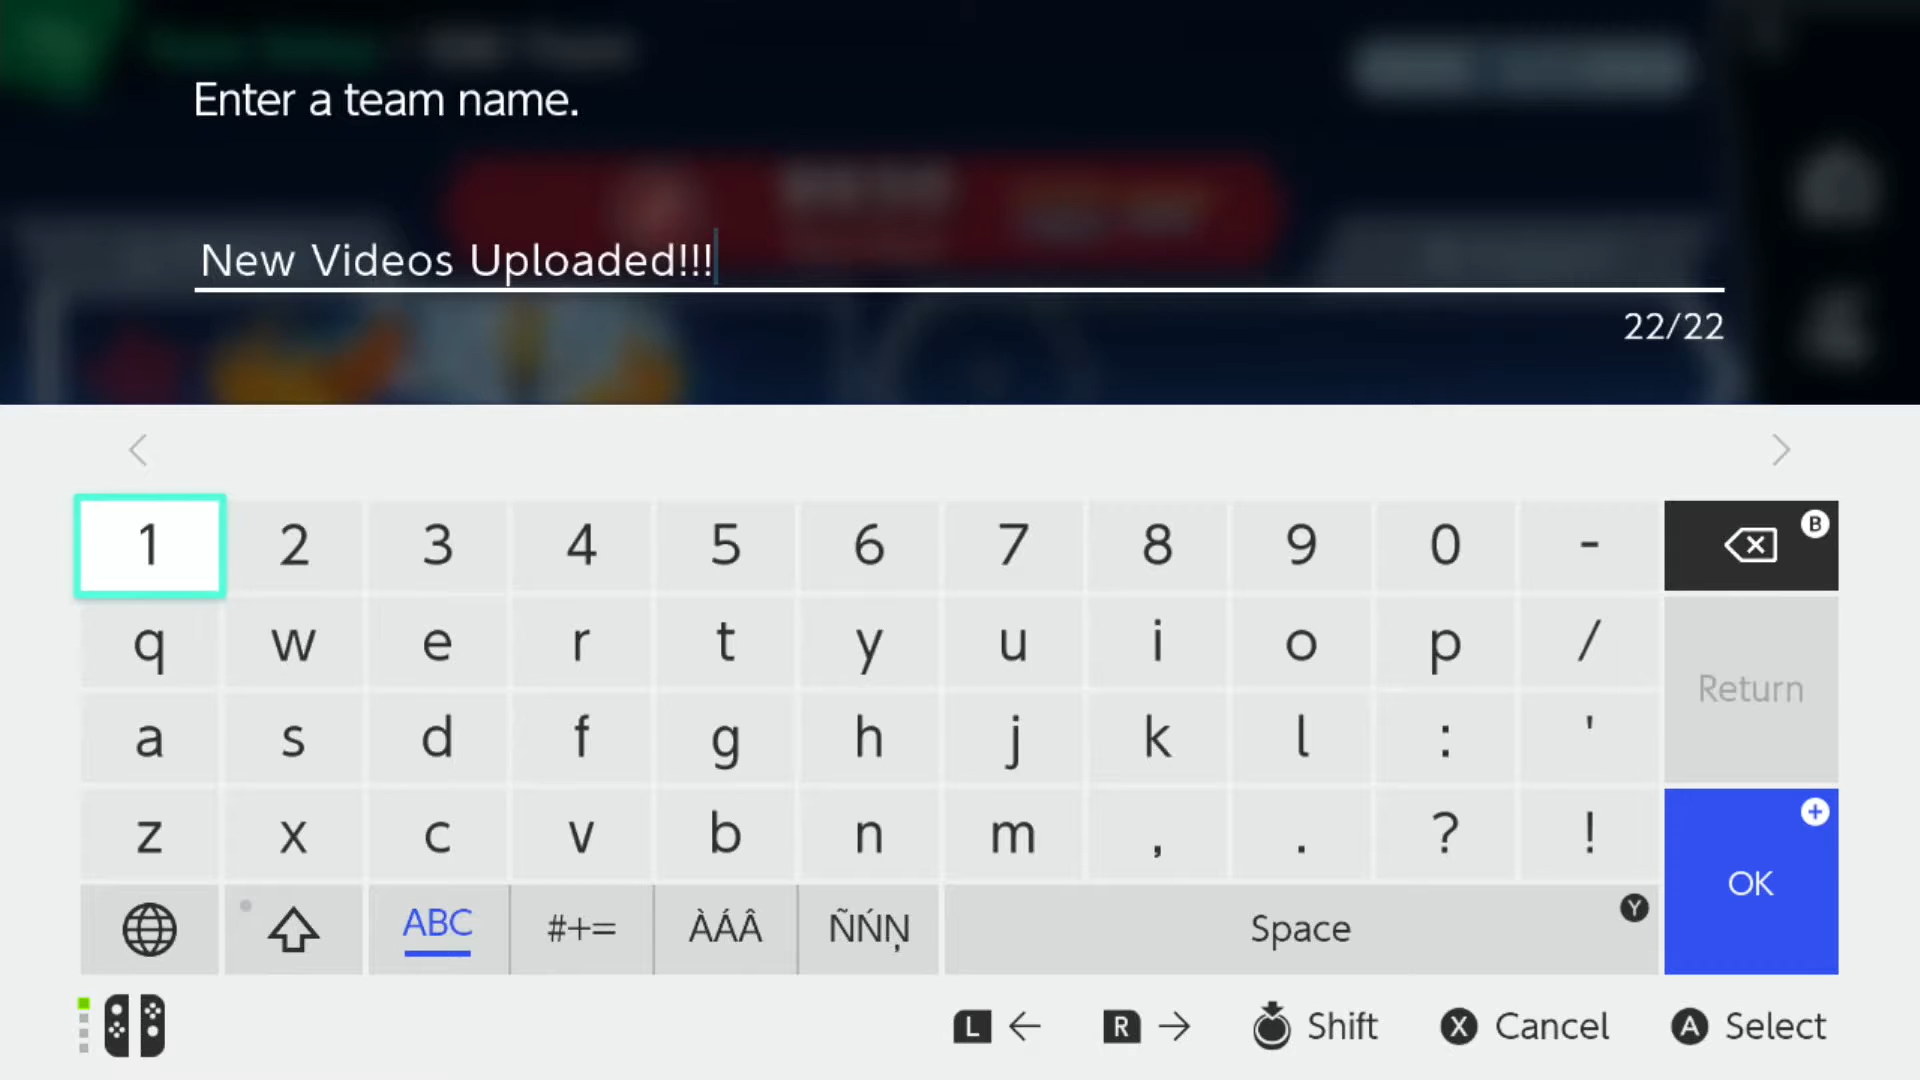 Enter a team name.
New Videos Uploaded!!!
22/22
1 2 3 4 5 6 7 8 9 0 - B
q w e r t y u i o p /
Return
a s d f g h j k l : '
z x c v b n m , . ? ! +
OK
ABC #+= ÀÁÂ ÑŃŅ Space Y
L ← R → Shift X Cancel A Select